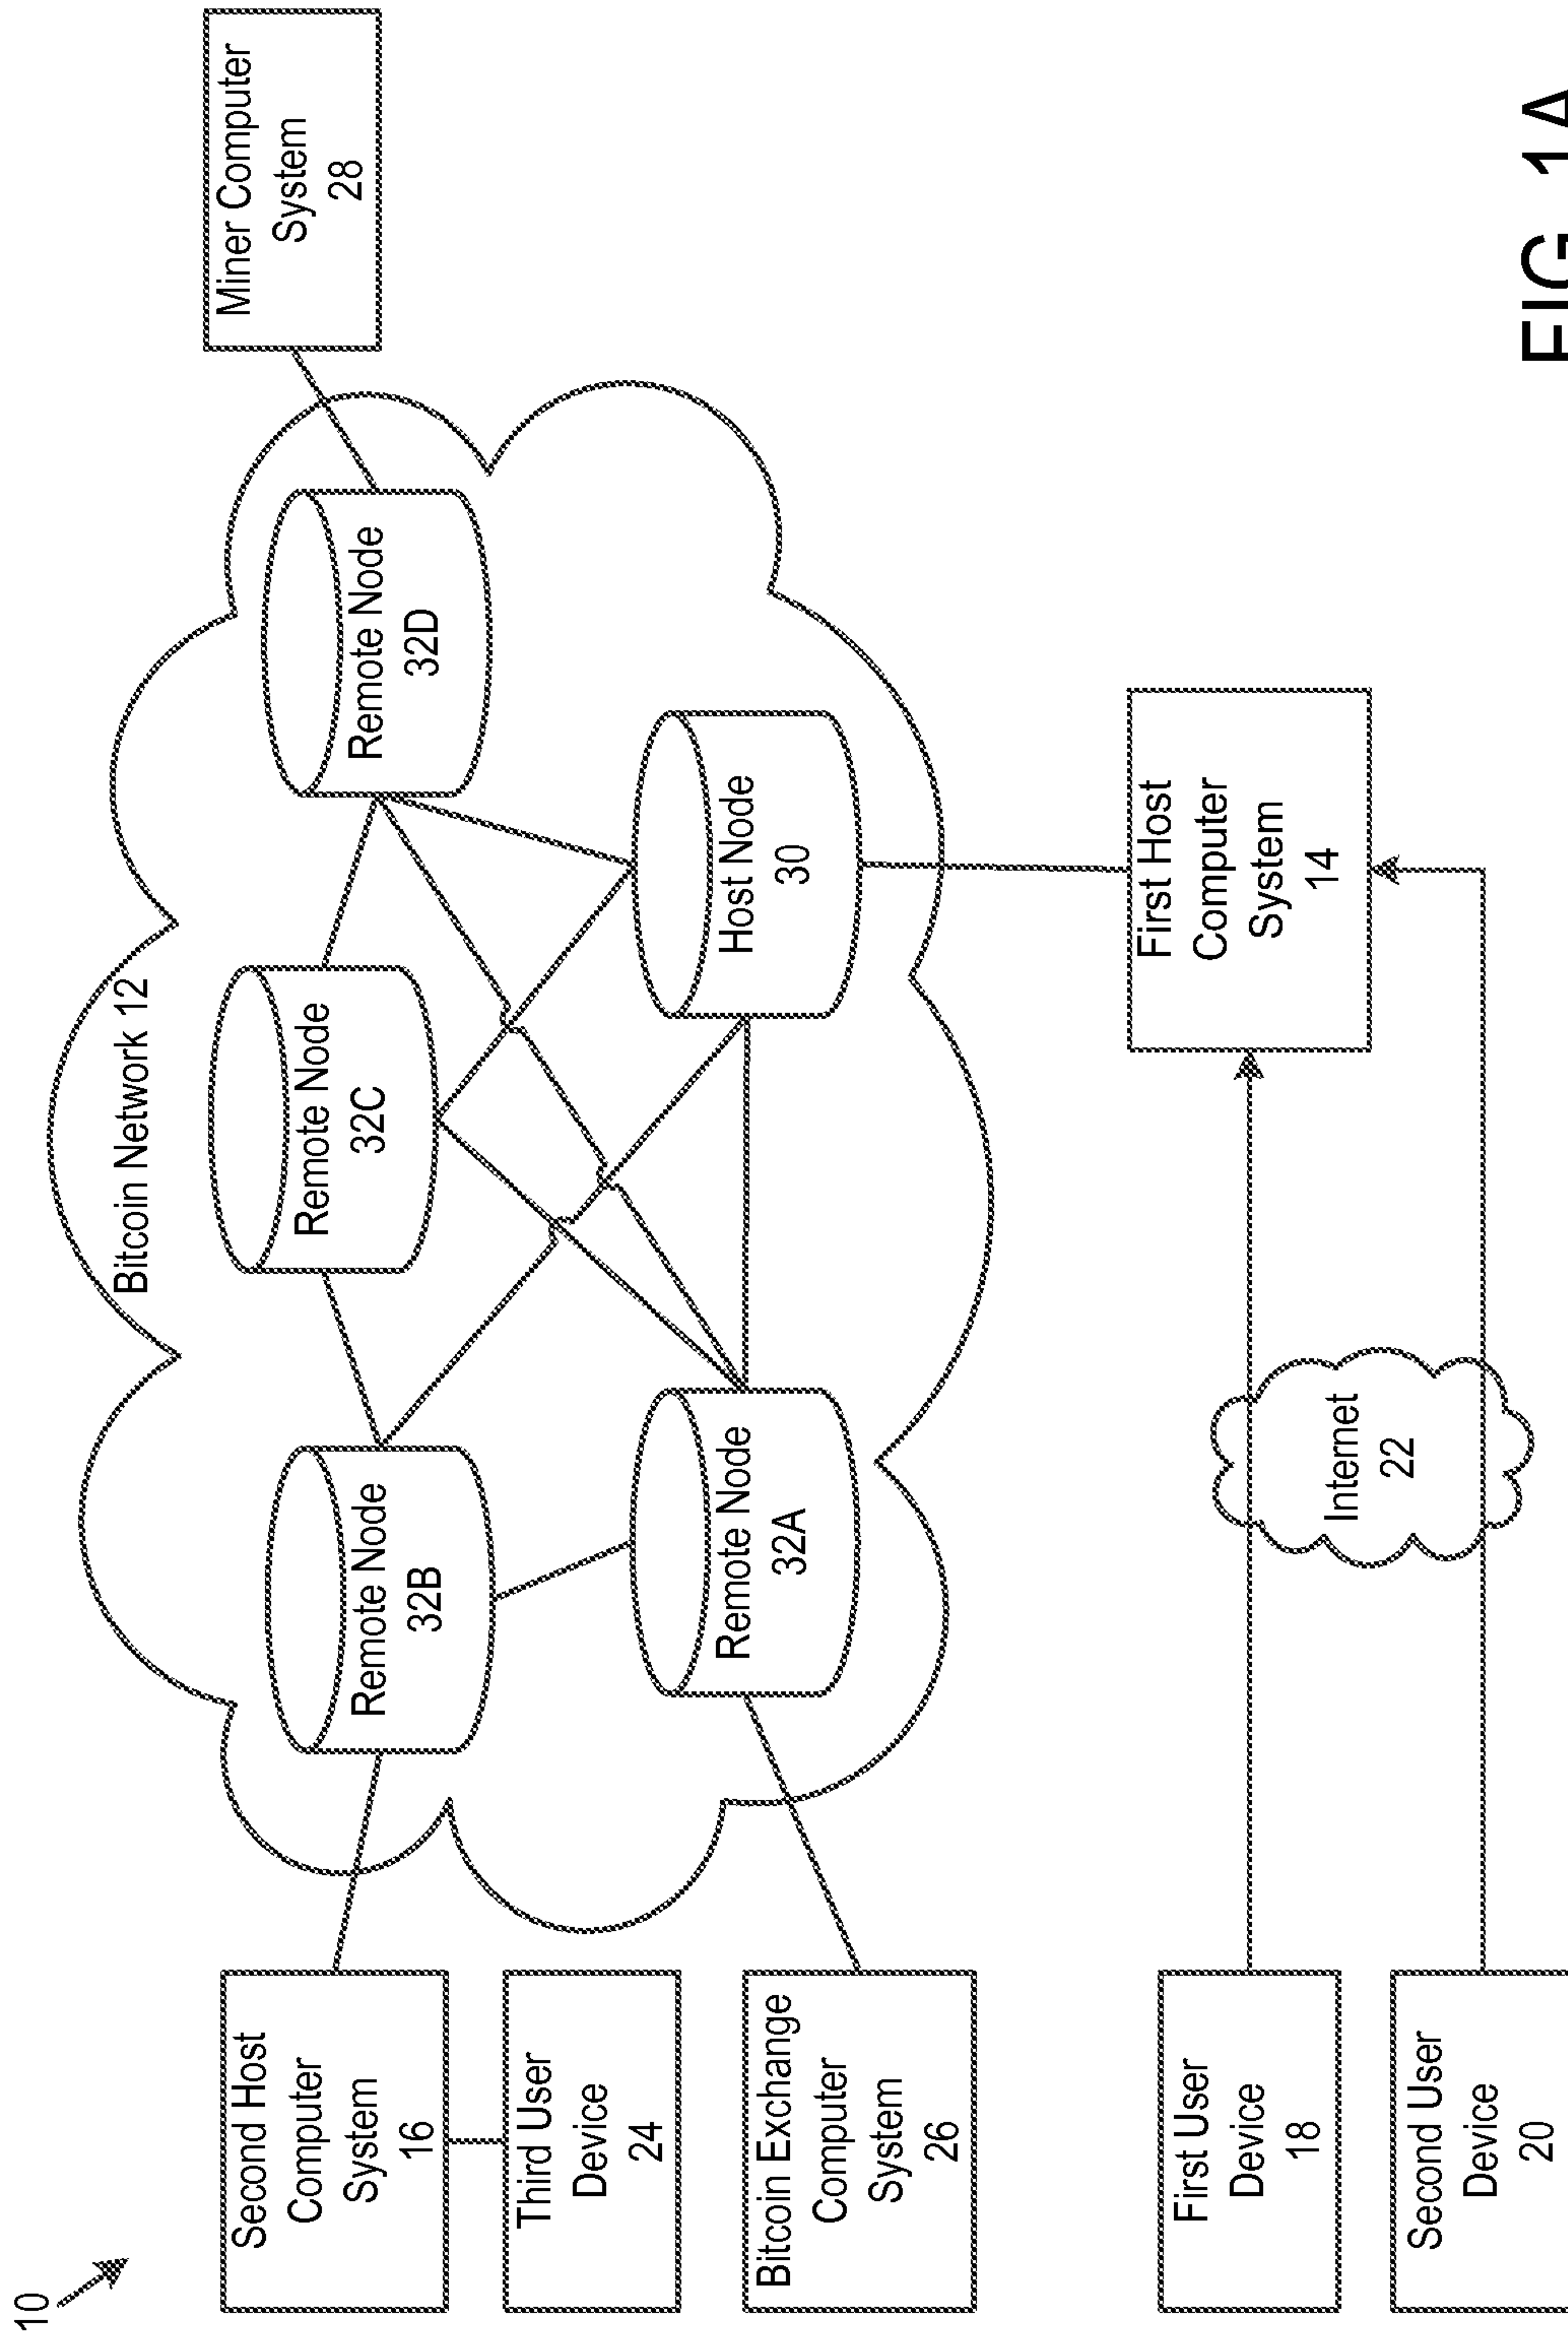 10
Bitcoin Network 12
Second Host
Computer
System
16
Third User
Device
24
Bitcoin Exchange
Computer
System
26
Remote Node
32B
Remote Node
32C
Remote Node
32D
Remote Node
32A
Host Node
30
Miner Computer
System
28
First User
Device
18
Second User
Device
20
Internet
22
First Host
Computer
System
14
FIG. 1A